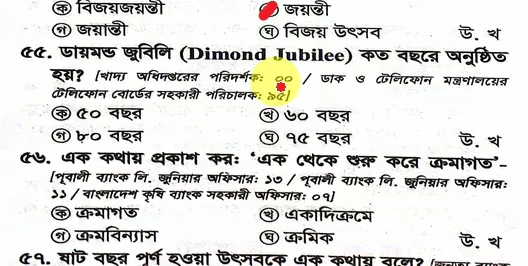 ক) বিজয়জয়ন্তী জয়ন্তী
গ) জয়ান্তী ঘ) বিজয় উৎসব উ. খ
৫৫. ডায়মন্ড জুবিলি (Dimond Jubilee) কত বছরে অনুষ্ঠিত
হয়? [খাদ্য অধিদপ্তরের পরিদর্শক: ০০ / ডাক ও টেলিফোন মন্ত্রণালয়ের
টেলিফোন বোর্ডের সহকারী পরিচালক: ৯৫]
ক) ৫০ বছর খ) ৬০ বছর
গ) ৮০ বছর ঘ) ৭৫ বছর উ. খ
৫৬. এক কথায় প্রকাশ কর: ‘এক থেকে শুরু করে ক্রমাগত’-
[পূবালী ব্যাংক লি. জুনিয়ার অফিসার: ১৩ / পূবালী ব্যাংক লি. জুনিয়ার অফিসার:
১১ / বাংলাদেশ কৃষি ব্যাংক সহকারী অফিসার: ০৭]
ক) ক্রমাগত খ) একাদিক্রমে
গ) ক্রমবিন্যাস ঘ) ক্রমিক উ. খ
৫৭. ষাট বছর পূর্ণ হওয়া উৎসবকে এক কথায় বলে?